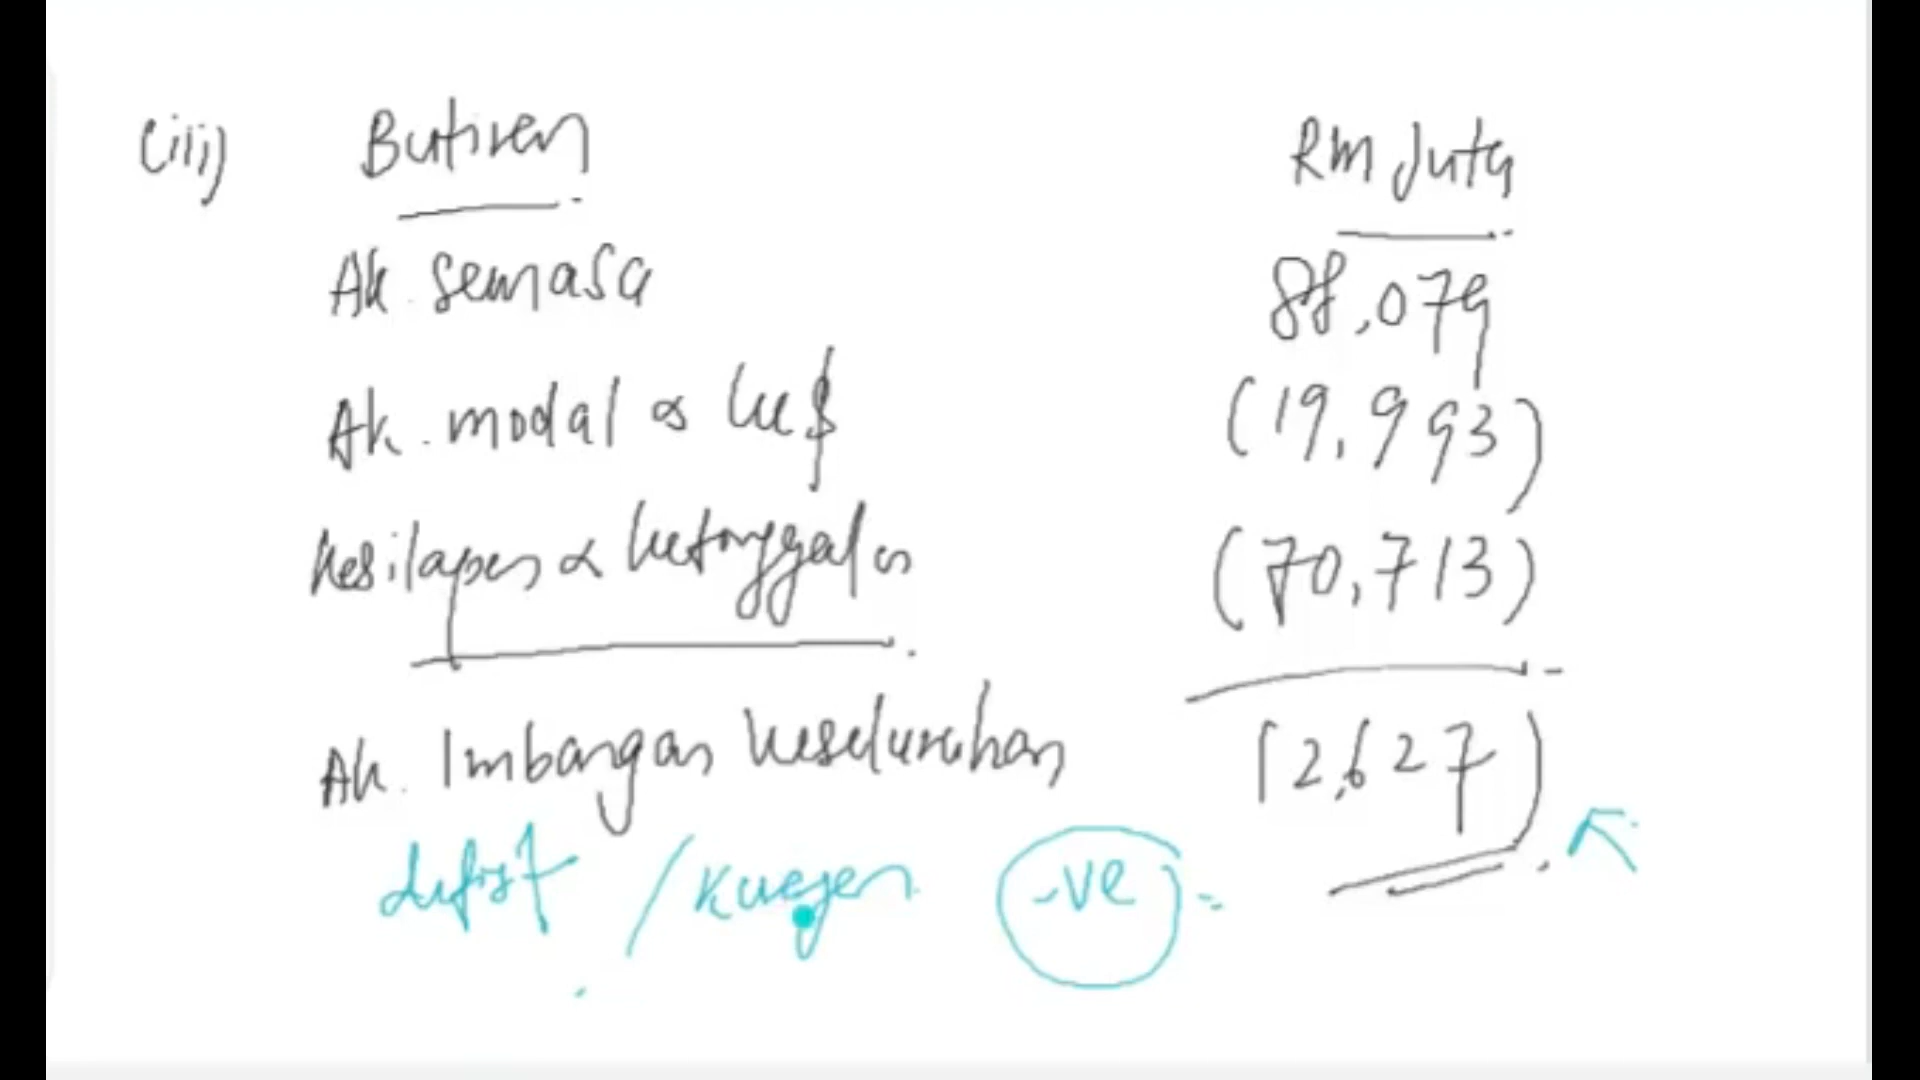 (iii) Butiran RM Juta
Ak. semasa 88,079
Ak. modal & ke$ (19,993)
Kesilapan & ketinggalan (70,713)
Ak. Imbangan keseluruhan (2,627)
defisit / Kurangan -ve